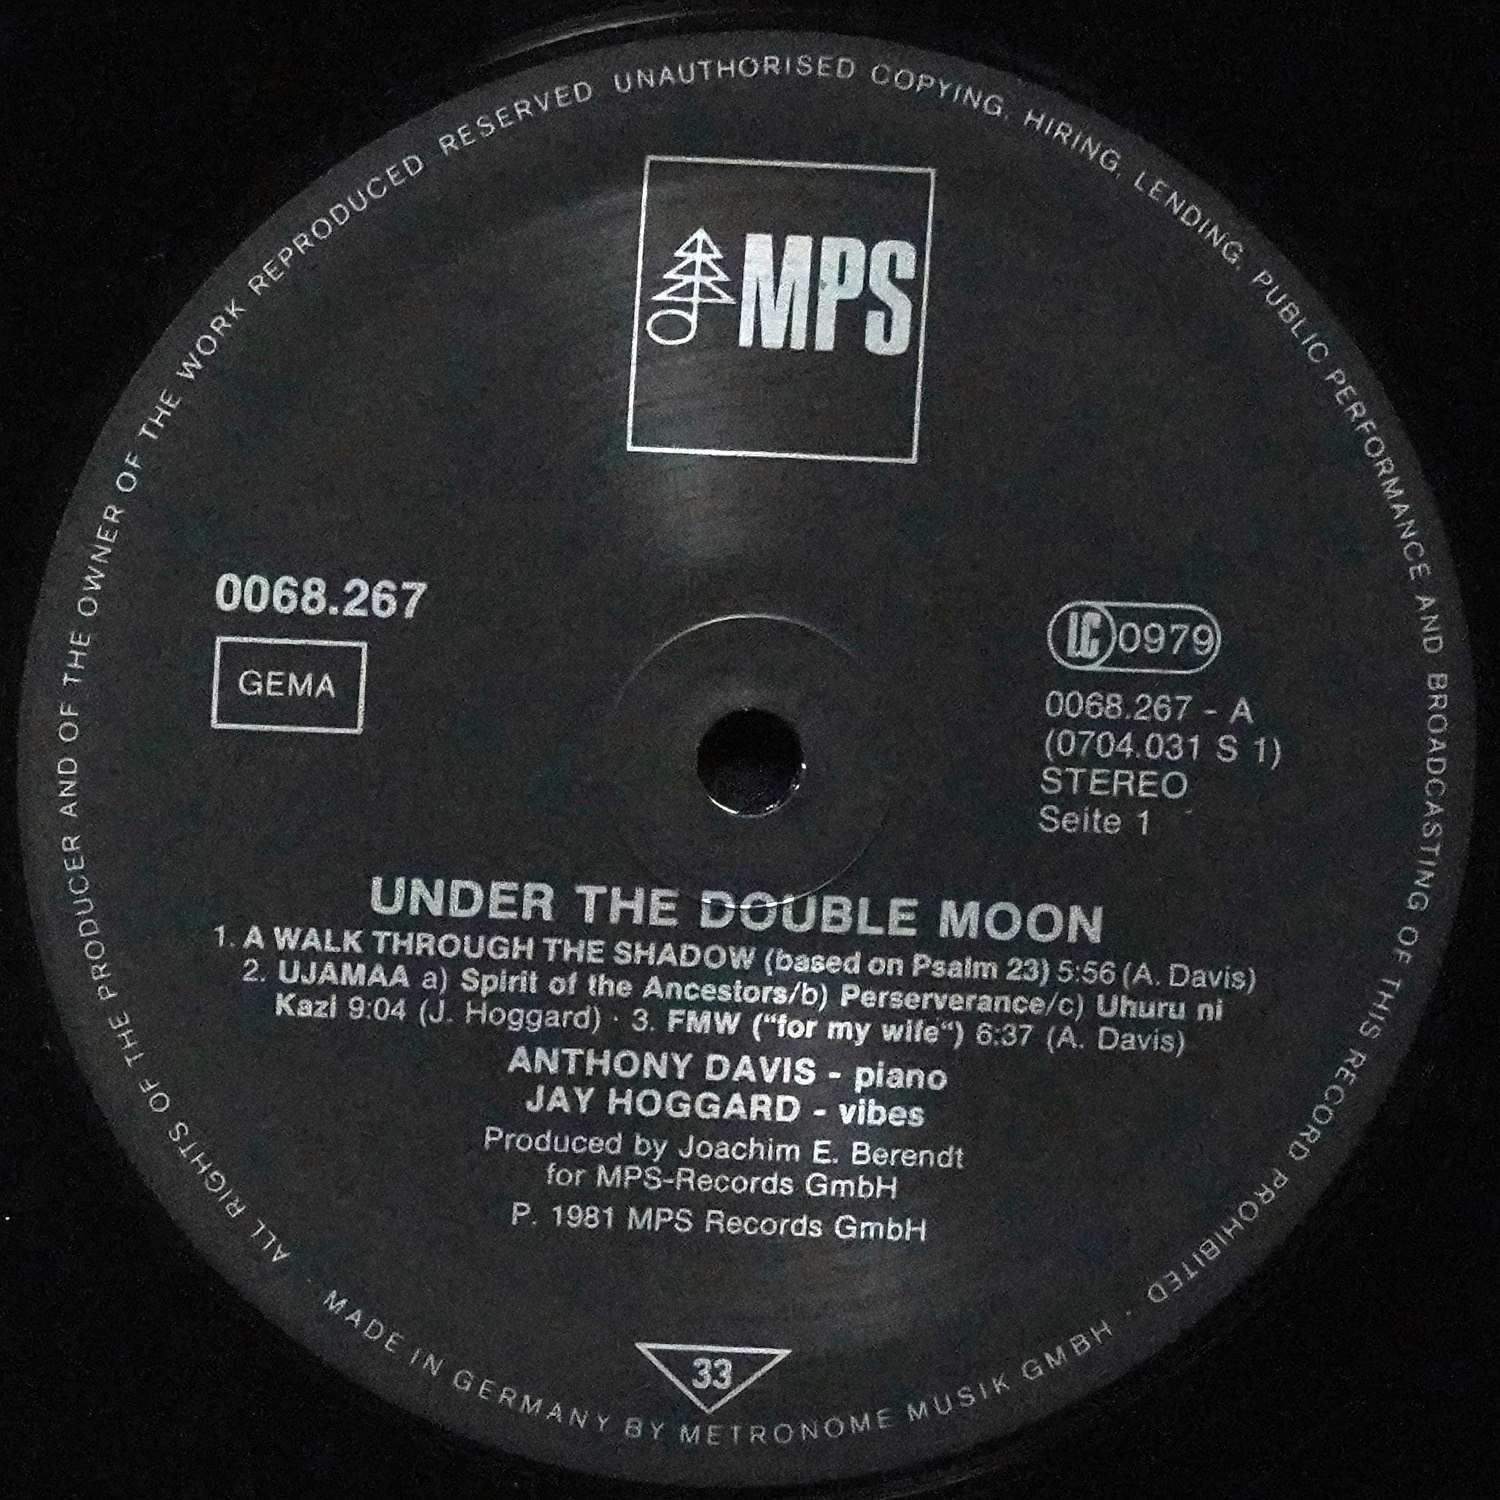 ALL RIGHTS OF THE PRODUCER AND OF THE OWNER OF THE WORK REPRODUCED RESERVED UNAUTHORISED COPYING, HIRING, LENDING, PUBLIC PERFORMANCE AND BROADCASTING OF THIS RECORD PROHIBITED ·
MPS
0068.267
GEMA
LC 0979
0068.267 - A
(0704.031 S 1)
STEREO
Seite 1
UNDER THE DOUBLE MOON
1. A WALK THROUGH THE SHADOW (based on Psalm 23) 5:56 (A. Davis)
2. UJAMAA a) Spirit of the Ancestors/b) Perserverance/c) Uhuru ni
Kazi 9:04 (J. Hoggard) · 3. FMW ("for my wife") 6:37 (A. Davis)
ANTHONY DAVIS - piano
JAY HOGGARD - vibes
Produced by Joachim E. Berendt
for MPS-Records GmbH
P. 1981 MPS Records GmbH
33
MADE IN GERMANY BY METRONOME MUSIK GMBH